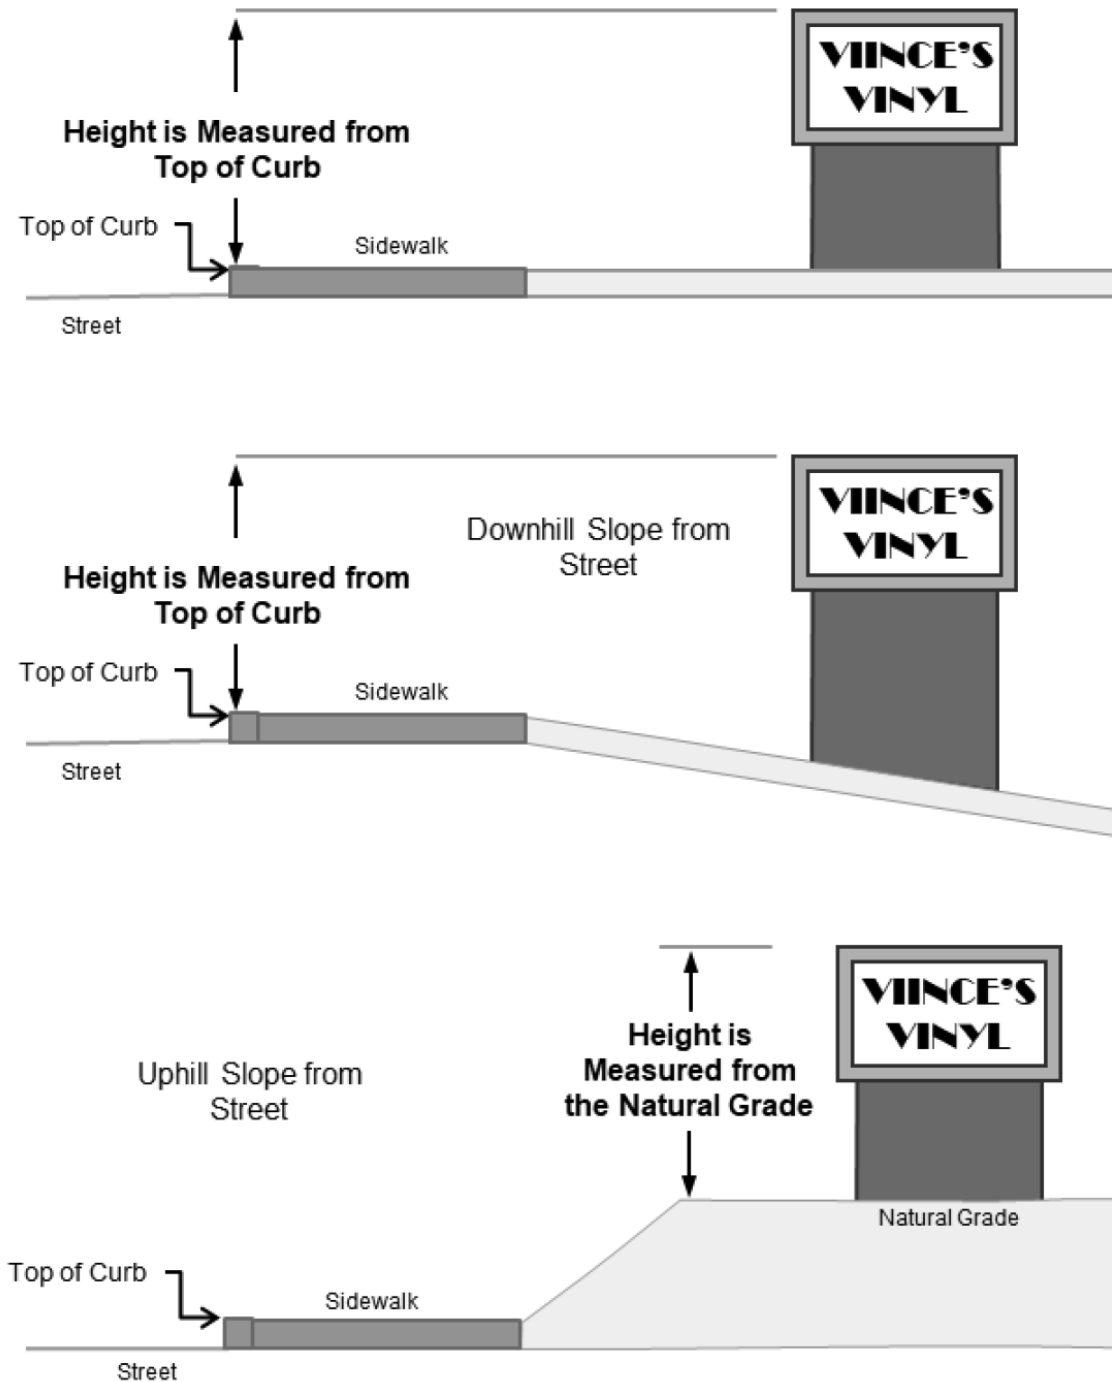 VIINCE'S
VINYL
Height is Measured from
Top of Curb
Top of Curb
Sidewalk
Street
VIINCE'S
VINYL
Downhill Slope from
Street
Height is Measured from
Top of Curb
Top of Curb
Sidewalk
Street
VIINCE'S
VINYL
Height is
Measured from
the Natural Grade
Uphill Slope from
Street
Natural Grade
Top of Curb
Sidewalk
Street